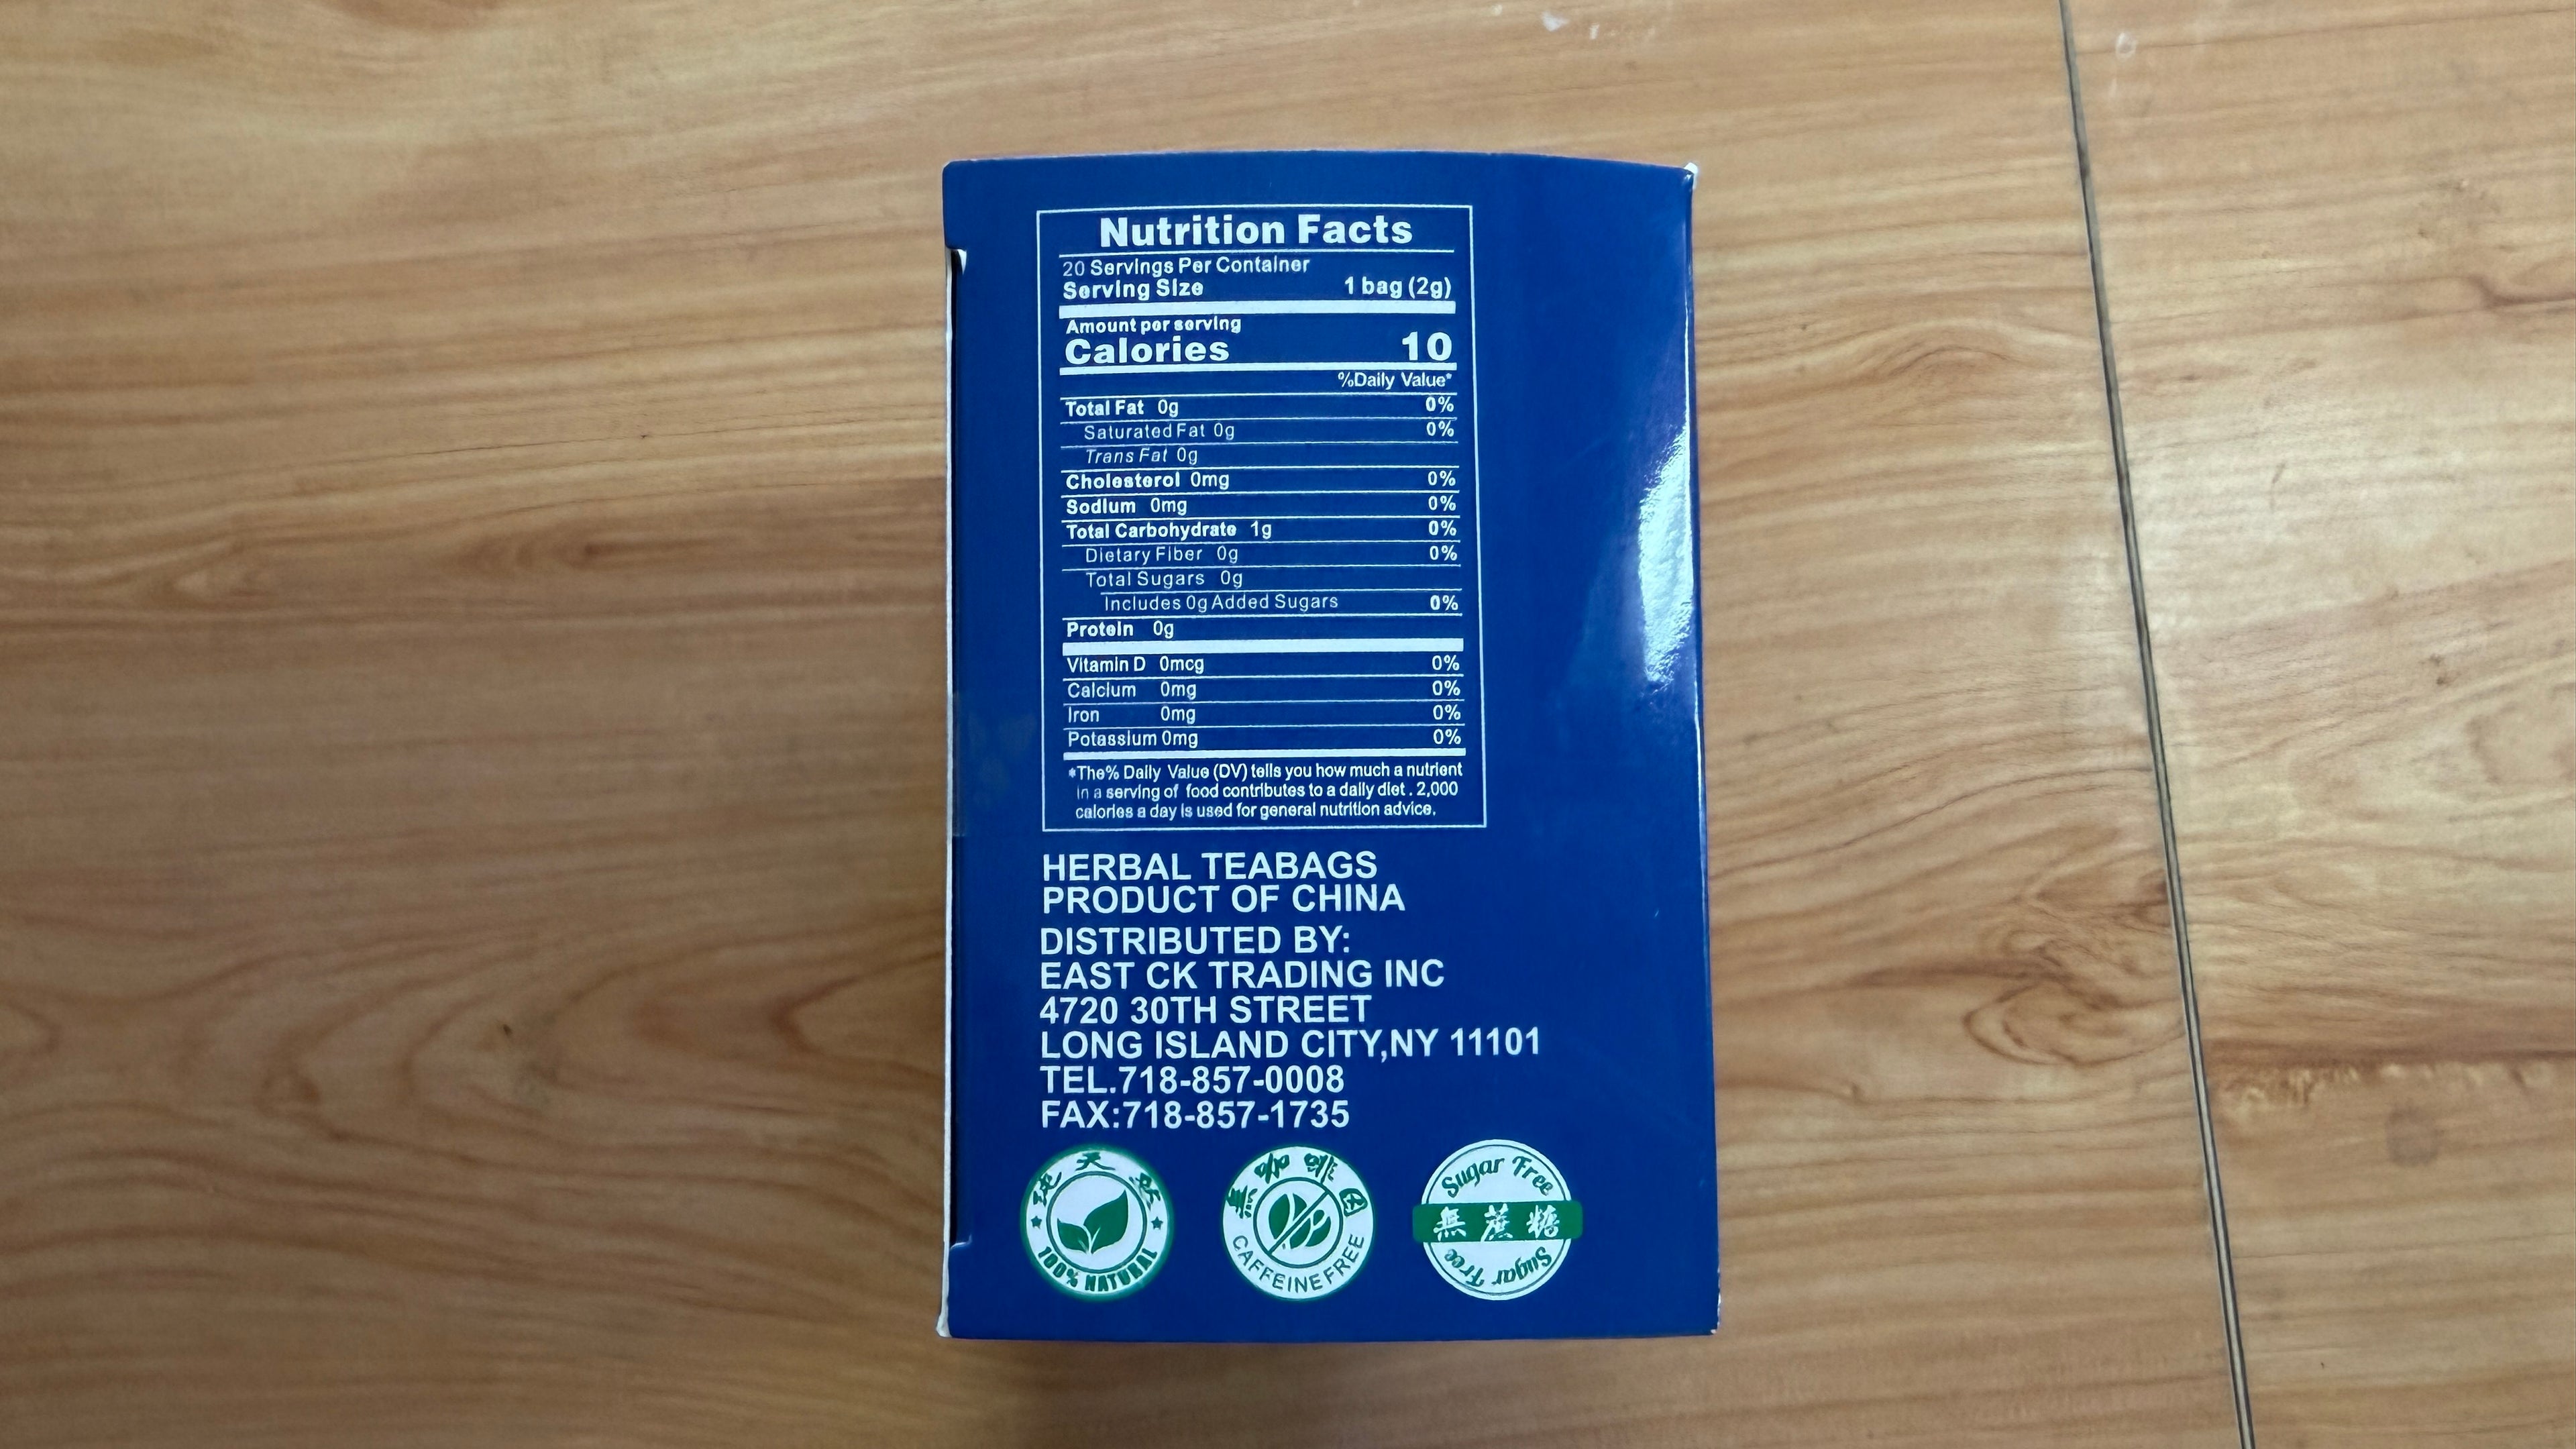 Nutrition Facts
20 Servings Per Container
Serving Size 1 bag (2g)
Amount per serving
Calories 10
%Daily Value*
Total Fat 0g 0%
Saturated Fat 0g 0%
Trans Fat 0g
Cholesterol 0mg 0%
Sodium 0mg 0%
Total Carbohydrate 1g 0%
Dietary Fiber 0g 0%
Total Sugars 0g
Includes 0g Added Sugars 0%
Protein 0g
Vitamin D 0mcg 0%
Calcium 0mg 0%
Iron 0mg 0%
Potassium 0mg 0%
*The% Daily Value (DV) tells you how much a nutrient
in a serving of food contributes to a daily diet . 2,000
calories a day is used for general nutrition advice.
HERBAL TEABAGS
PRODUCT OF CHINA
DISTRIBUTED BY:
EAST CK TRADING INC
4720 30TH STREET
LONG ISLAND CITY,NY 11101
TEL.718-857-0008
FAX:718-857-1735
純天然
100% NATURAL
無咖啡因
CAFFEINE FREE
Sugar Free
無蔗糖
Sugar Free